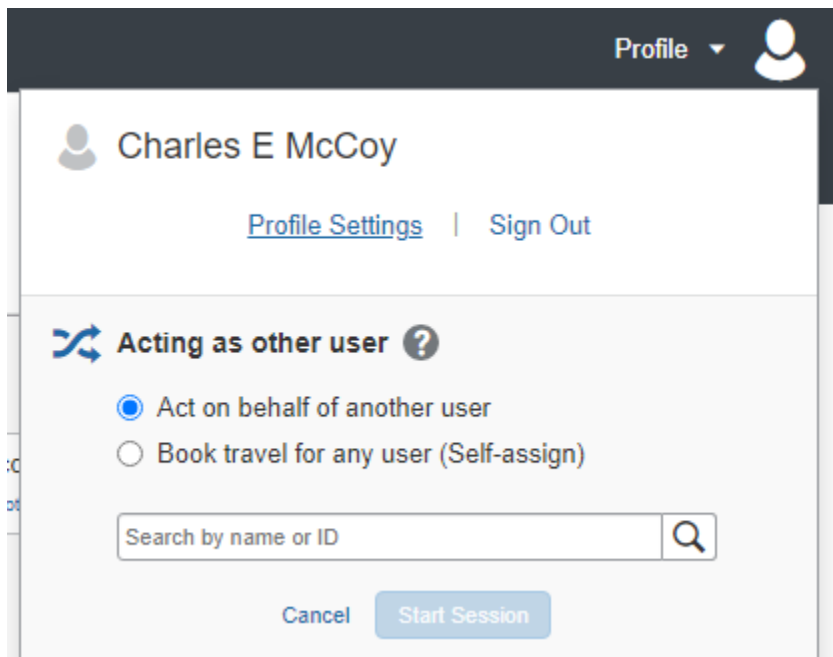 Profile
Charles E McCoy
Profile Settings | Sign Out
Acting as other user ?
Act on behalf of another user
Book travel for any user (Self-assign)
Search by name or ID
Cancel Start Session